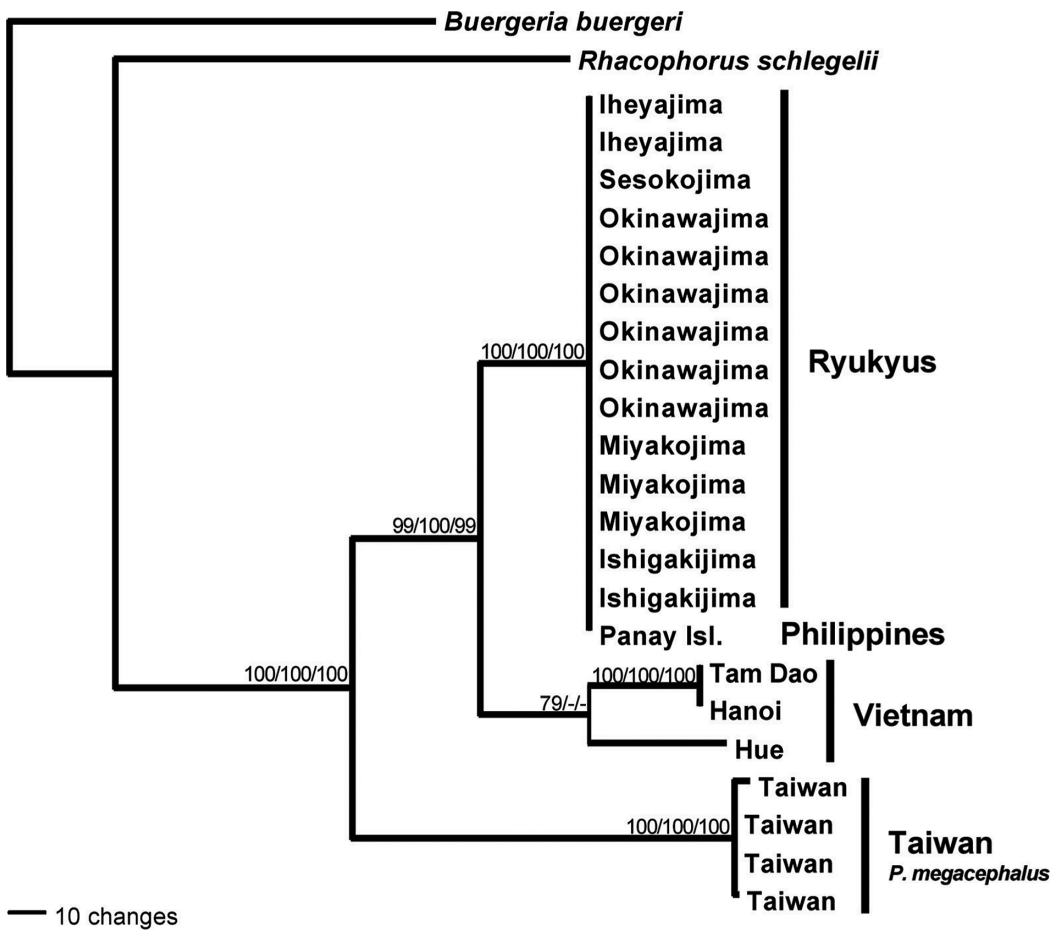 Buergeria buergeri
Rhacophorus schlegelii
Iheyajima
Iheyajima
Sesokojima
Okinawajima
Okinawajima
Okinawajima
Okinawajima
100/100/100
Okinawajima
Ryukyus
Okinawajima
Miyakojima
Miyakojima
99/100/99
Miyakojima
Ishigakijima
Ishigakijima
Panay Isl.
Philippines
100/100/100
100/100/100
Tam Dao
79/-/-
Hanoi
Vietnam
Hue
Taiwan
100/100/100
Taiwan
Taiwan
P. megacephalus
Taiwan
Taiwan
10 changes